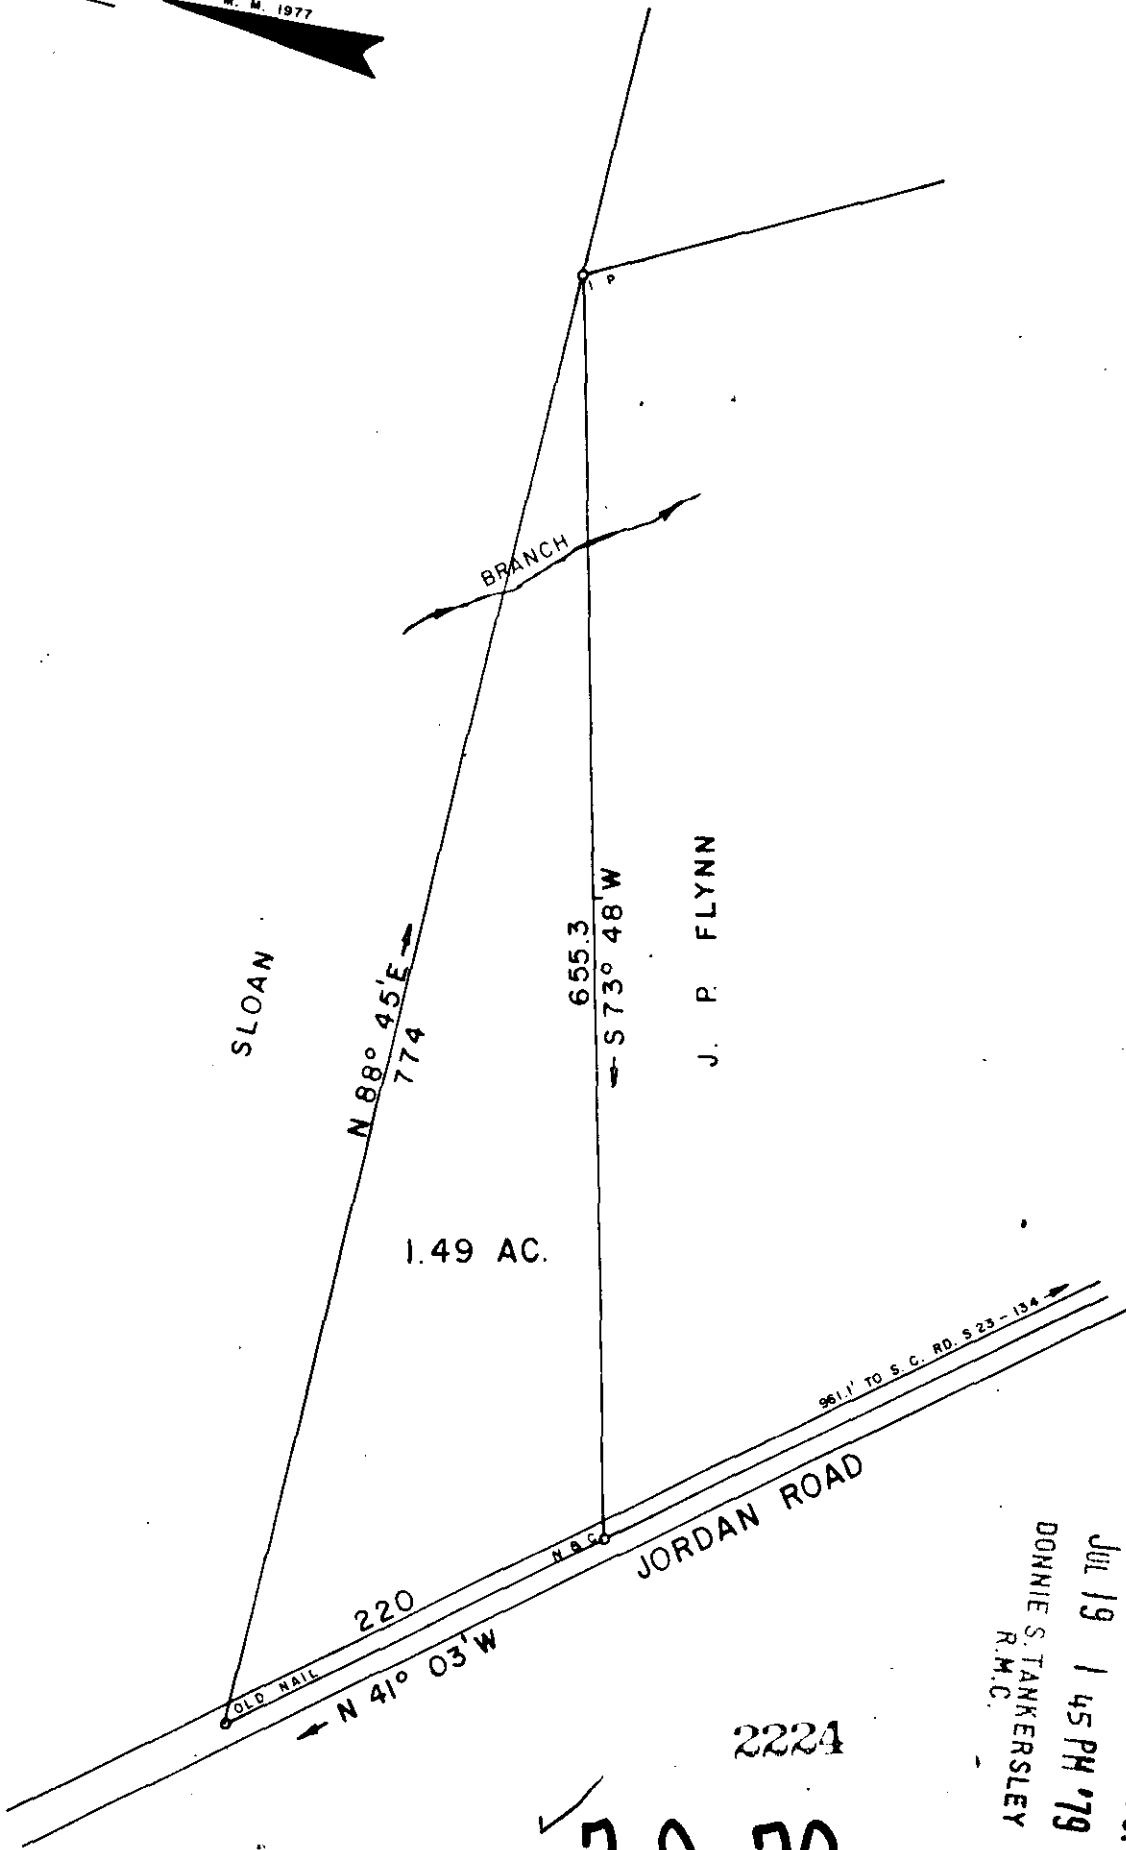 M. 1977
I P
BRANCH
SLOAN
N 88° 45' E
774
655.3
S 73° 48' W
J. P. FLYNN
1.49 AC.
961.1' TO S. C. RD. S 23 - 134
JORDAN ROAD
N & C
220
OLD NAIL
N 41° 03' W
JUL 19 1 45 PM '79
DONNIE S. TANKERSLEY
R.M.C.
2224